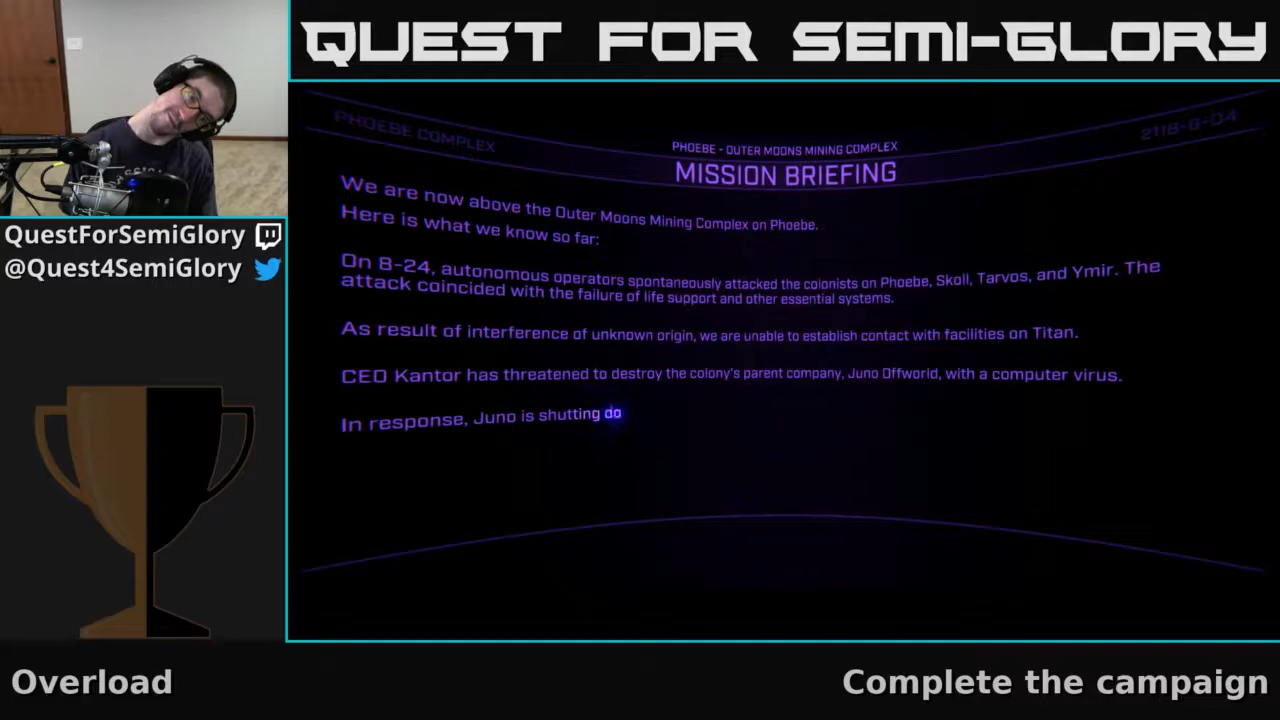 QUEST FOR SEMI-GLORY
QuestForSemiGlory
@Quest4SemiGlory
PHOEBE COMPLEX
PHOEBE - OUTER MOONS MINING COMPLEX
MISSION BRIEFING
We are now above the Outer Moons Mining Complex on Phoebe.
Here is what we know so far:
On 8-24, autonomous operators spontaneously attacked the colonists on Phoebe, Skoll, Tarvos, and Ymir. The
attack coincided with the failure of life support and other essential systems.
As result of interference of unknown origin, we are unable to establish contact with facilities on Titan.
CEO Kantor has threatened to destroy the colony's parent company, Juno Offworld, with a computer virus.
In response, Juno is shutting do
Overload
Complete the campaign